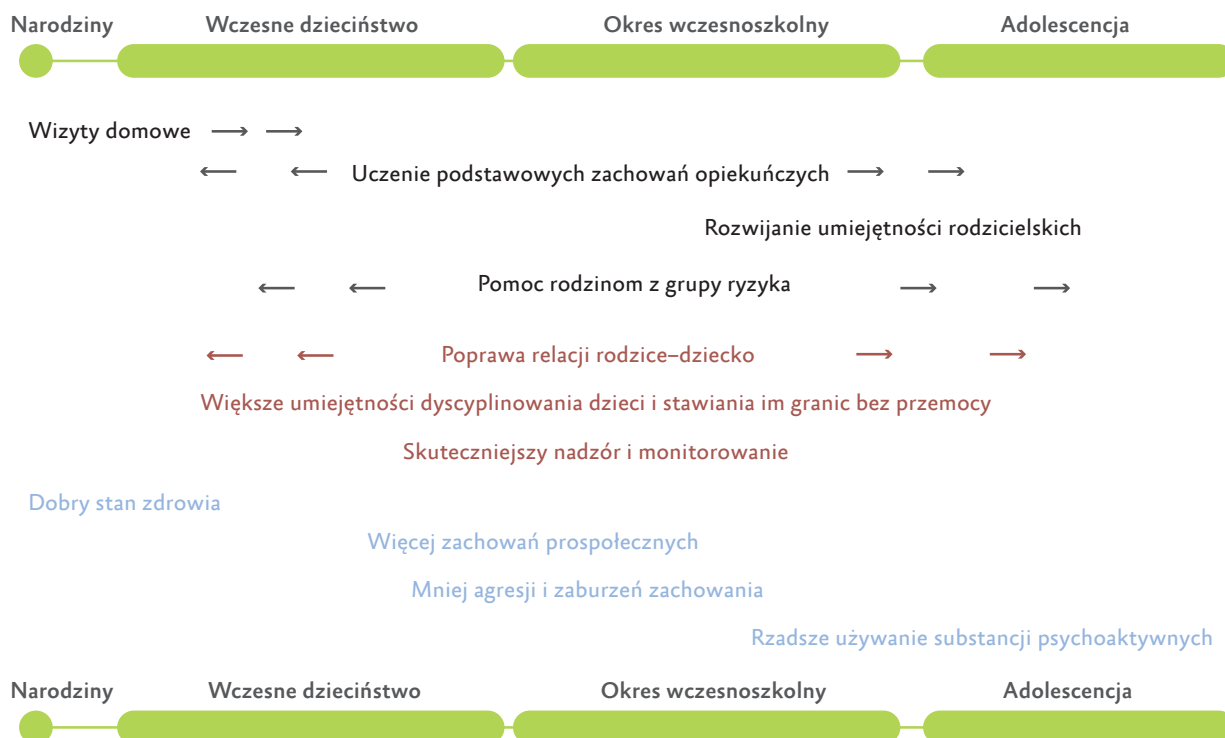 Narodziny Wczesne dzieciństwo Okres wczesnoszkolny Adolescencja
Wizyty domowe → →
← ← Uczenie podstawowych zachowań opiekuńczych → →
Rozwijanie umiejętności rodzicielskich
← ← Pomoc rodzinom z grupy ryzyka → →
← ← Poprawa relacji rodzice–dziecko → →
Większe umiejętności dyscyplinowania dzieci i stawiania im granic bez przemocy
Skuteczniejszy nadzór i monitorowanie
Dobry stan zdrowia
Więcej zachowań prospołecznych
Mniej agresji i zaburzeń zachowania
Rzadsze używanie substancji psychoaktywnych
Narodziny Wczesne dzieciństwo Okres wczesnoszkolny Adolescencja